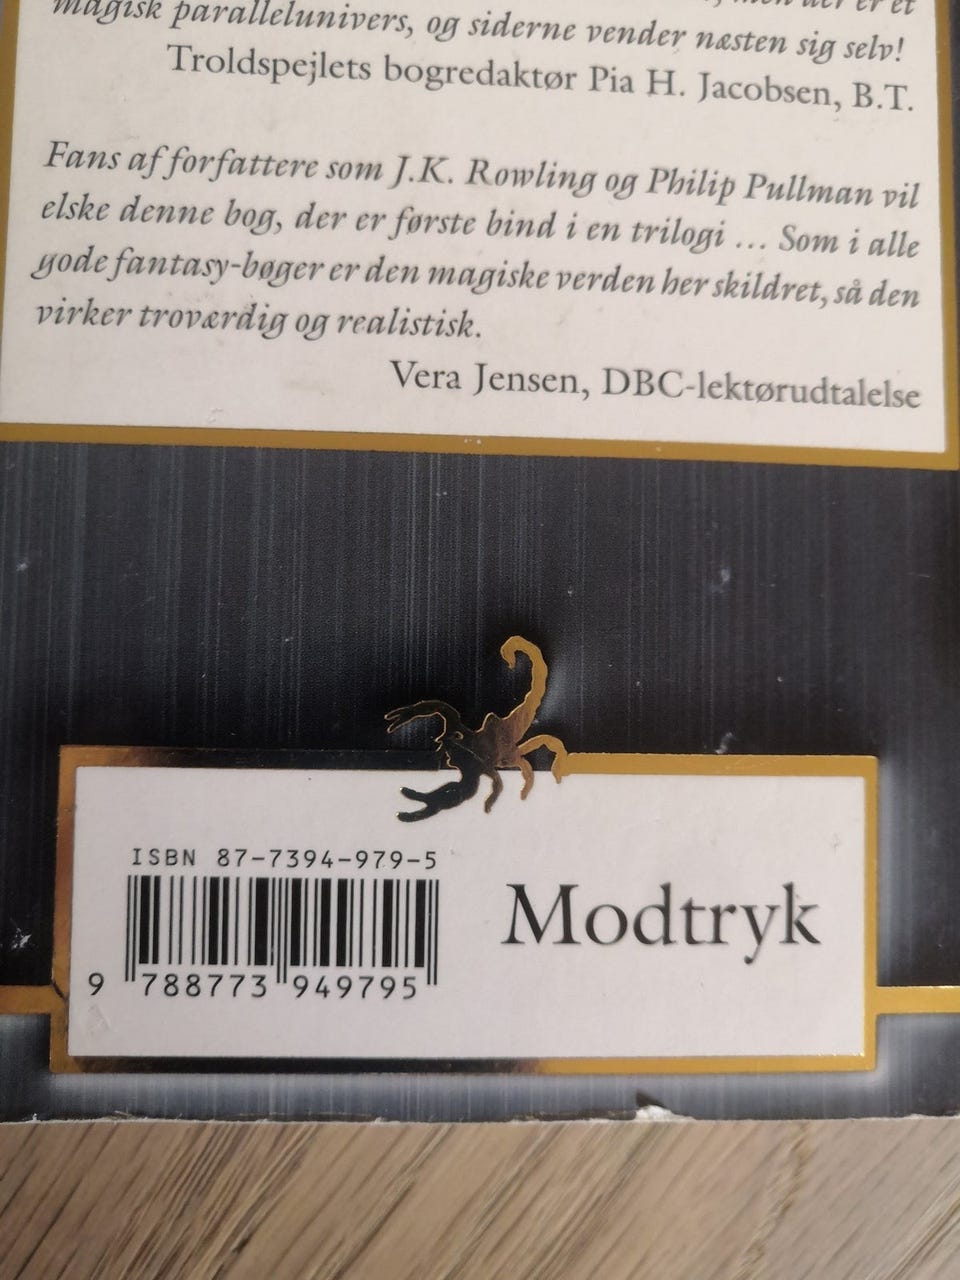 magisk parallelunivers, og siderne vender næsten sig selv!
Troldspejlets bogredaktør Pia H. Jacobsen, B.T.
Fans af forfattere som J.K. Rowling og Philip Pullman vil
elske denne bog, der er første bind i en trilogi ... Som i alle
gode fantasy-bøger er den magiske verden her skildret, så den
virker troværdig og realistisk.
Vera Jensen, DBC-lektørudtalelse
ISBN 87-7394-979-5
Modtryk
9 788773 949795